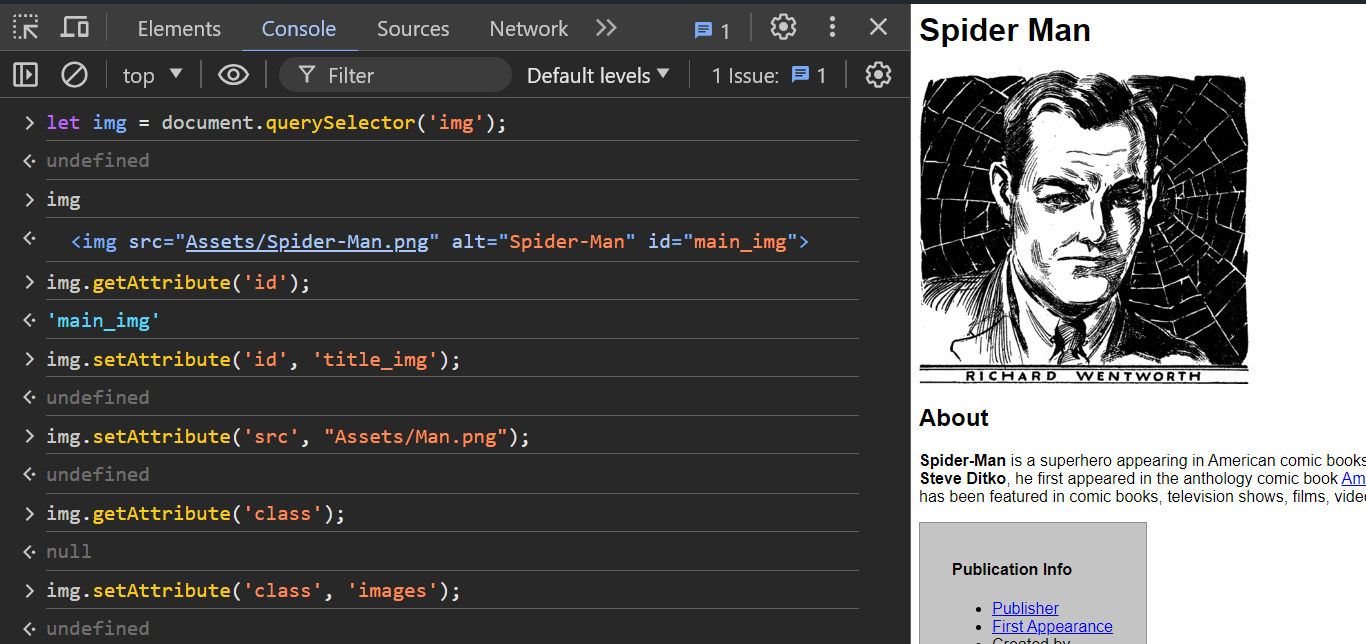 Elements Console Sources Network 1
top Filter Default levels 1 Issue: 1
let img = document.querySelector('img');
undefined
img
<img src="Assets/Spider-Man.png" alt="Spider-Man" id="main_img">
img.getAttribute('id');
'main_img'
img.setAttribute('id', 'title_img');
undefined
img.setAttribute('src', "Assets/Man.png");
undefined
img.getAttribute('class');
null
img.setAttribute('class', 'images');
undefined
Spider Man
RICHARD WENTWORTH
About
Spider-Man is a superhero appearing in American comic books
Steve Ditko, he first appeared in the anthology comic book Am
has been featured in comic books, television shows, films, vide
Publication Info
Publisher
First Appearance
Created by